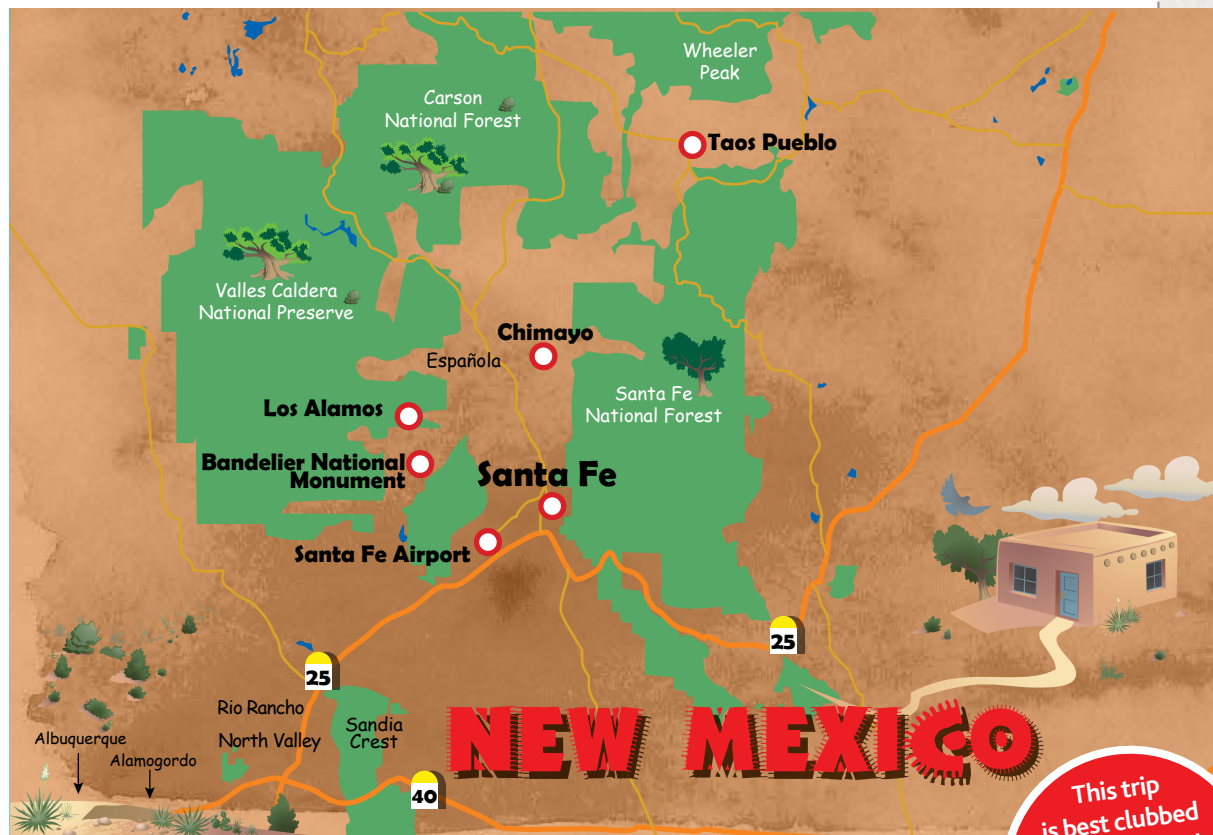 Wheeler
Peak
Carson
National Forest
Taos Pueblo
Valles Caldera
National Preserve
Chimayo
Española
Santa Fe
National Forest
Los Alamos
Bandelier National
Monument
Santa Fe
Santa Fe Airport
25
25
Rio Rancho
North Valley
Sandia
Crest
NEW MEXICO
Albuquerque
Alamogordo
40
This trip
is best clubbed